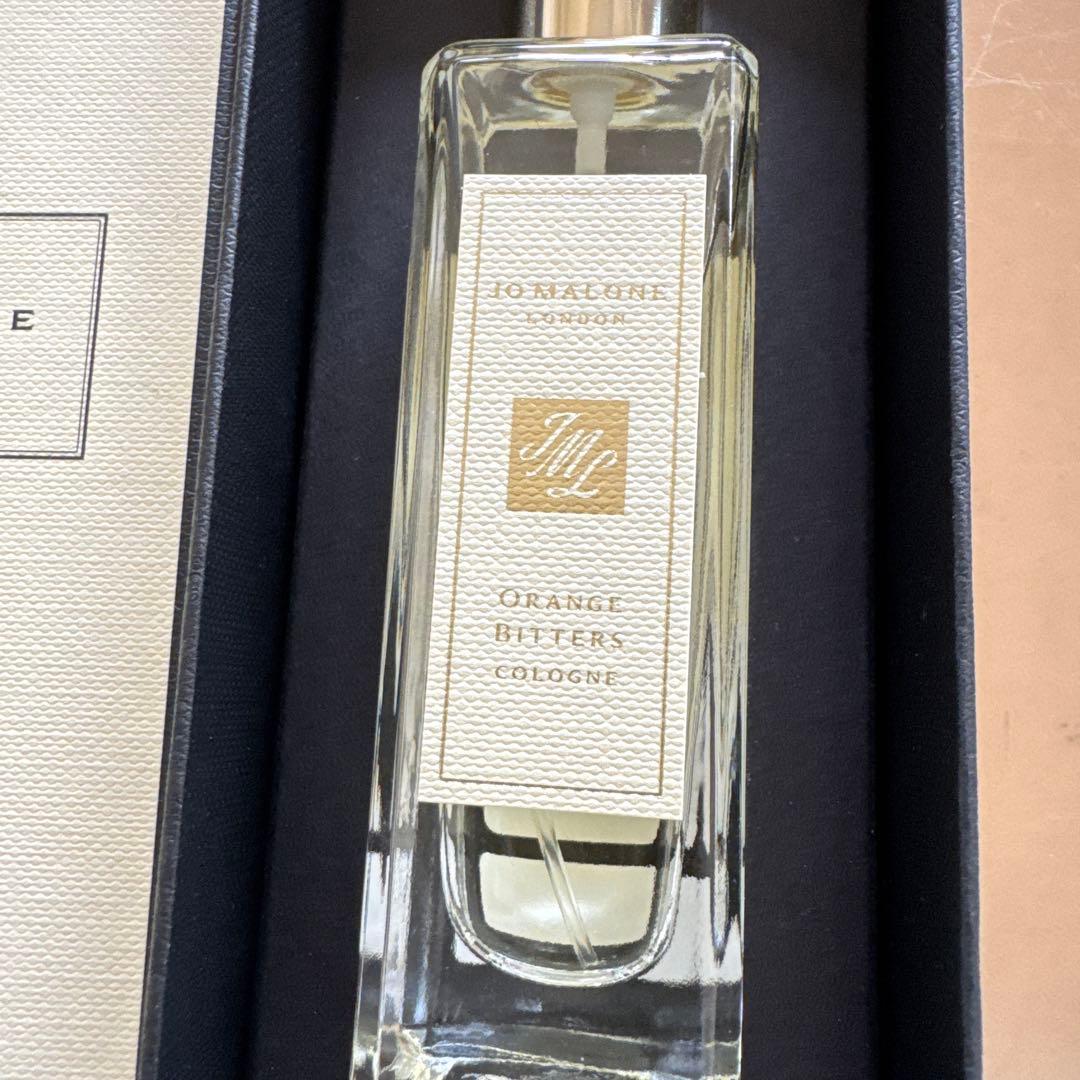 E
JO MALONE
LONDON
JML
ORANGE
BITTERS
COLOGNE